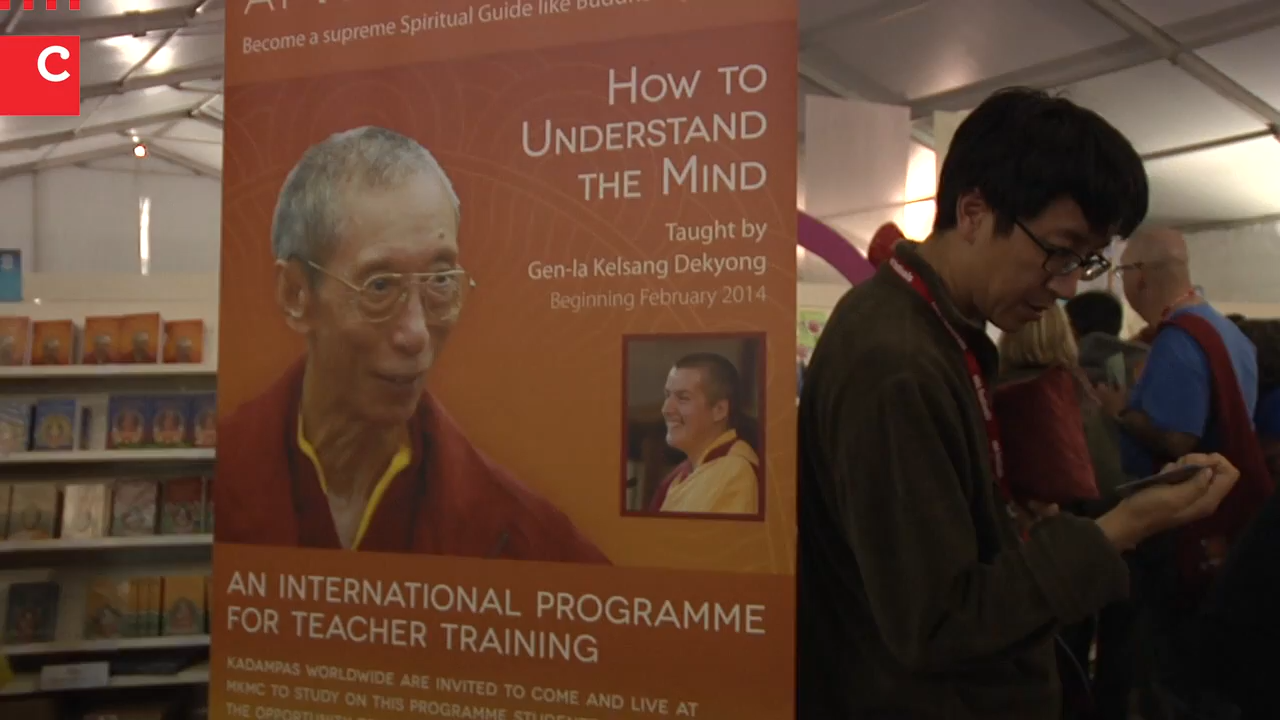 C
Become a supreme Spiritual Guide like
How to
Understand
the Mind
Taught by
Gen-la Kelsang Dekyong
Beginning February 2014
AN INTERNATIONAL PROGRAMME
FOR TEACHER TRAINING
KADAMPAS WORLDWIDE ARE INVITED TO COME AND LIVE AT
MKMC TO STUDY ON THIS PROGRAMME
THE OPPORTUNITY